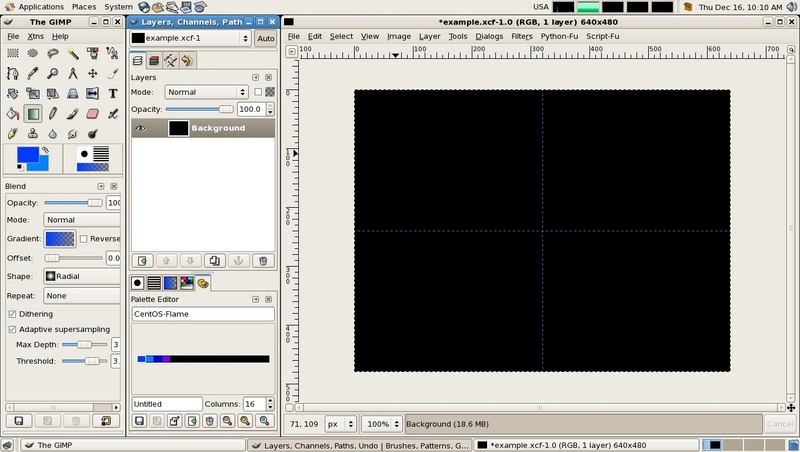 Applications Places System
USA
Thu Dec 16, 10:10 AM
The GIMP
File Xtns Help
Blend
Opacity: 100
Mode: Normal
Gradient: Reverse
Offset: 0.0
Shape: Radial
Repeat: None
Dithering
Adaptive supersampling
Max Depth: 3
Threshold: 3.
Layers, Channels, Path
example.xcf-1 Auto
Layers
Mode: Normal
Opacity: 100.0
Background
Palette Editor
CentOS-Flame
Untitled Columns: 16
*example.xcf-1.0 (RGB, 1 layer) 640x480
File Edit Select View Image Layer Tools Dialogs Filters Python-Fu Script-Fu
100 0 100 200 300 400 500 600 700
0
100
200
300
400
500
71, 109 px 100% Background (18.6 MB) Cancel
The GIMP
Layers, Channels, Paths, Undo | Brushes, Patterns, G...
*example.xcf-1.0 (RGB, 1 layer) 640x480